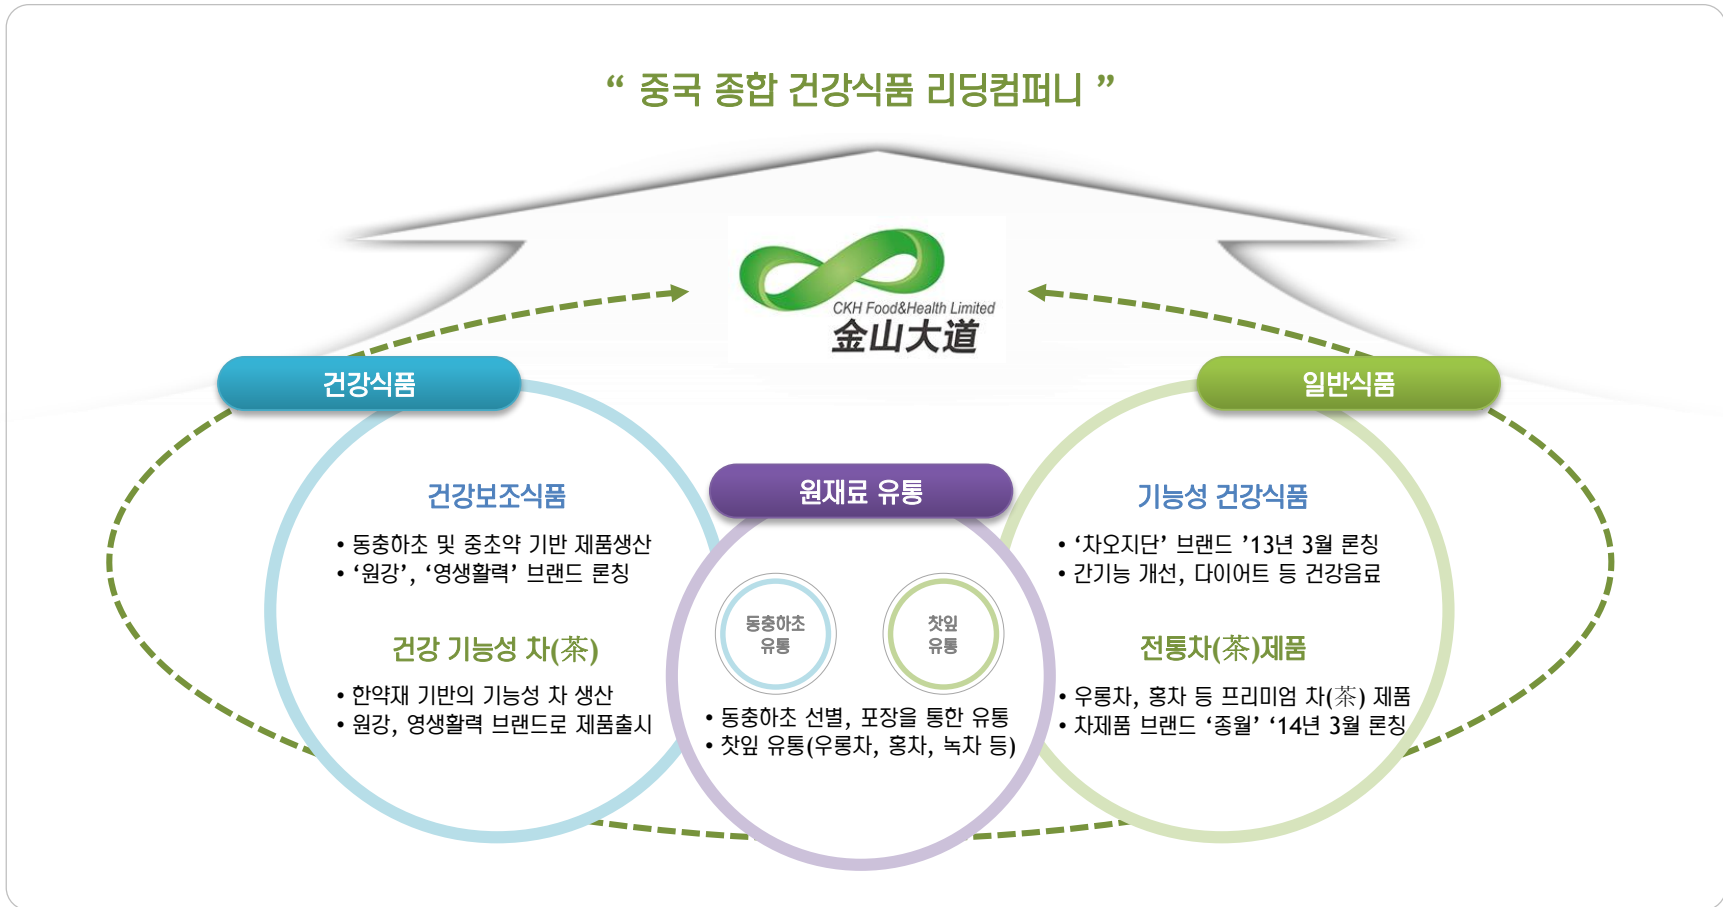 “ 중국 종합 건강식품 리딩컴퍼니 ”
CKH Food&Health Limited
金山大道
건강식품
건강보조식품
• 동충하초 및 중초약 기반 제품생산
• ‘원강’, ‘영생활력’ 브랜드 론칭
건강 기능성 차(茶)
• 한약재 기반의 기능성 차 생산
• 원강, 영생활력 브랜드로 제품출시
원재료 유통
동충하초
유통
찻잎
유통
• 동충하초 선별, 포장을 통한 유통
• 찻잎 유통(우롱차, 홍차, 녹차 등)
일반식품
기능성 건강식품
• ‘차오지단’ 브랜드 ’13년 3월 론칭
• 간기능 개선, 다이어트 등 건강음료
전통차(茶)제품
• 우롱차, 홍차 등 프리미엄 차(茶) 제품
• 차제품 브랜드 ‘종월’ ‘14년 3월 론칭